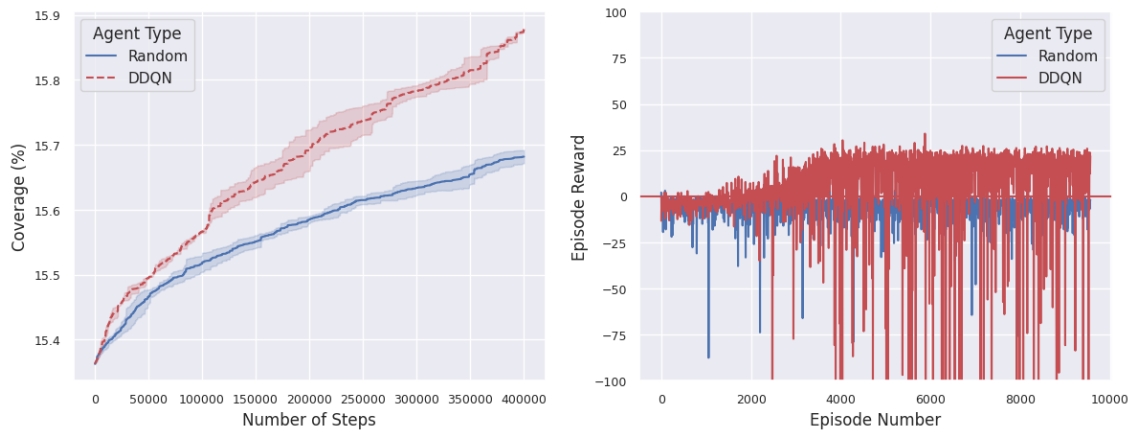 15.9
15.8
15.7
15.6
15.5
15.4
Coverage (%)
Agent Type
Random
DDQN
0 50000 100000 150000 200000 250000 300000 350000 400000
Number of Steps
100
75
50
25
0
−25
−50
−75
−100
Episode Reward
Agent Type
Random
DDQN
0 2000 4000 6000 8000 10000
Episode Number